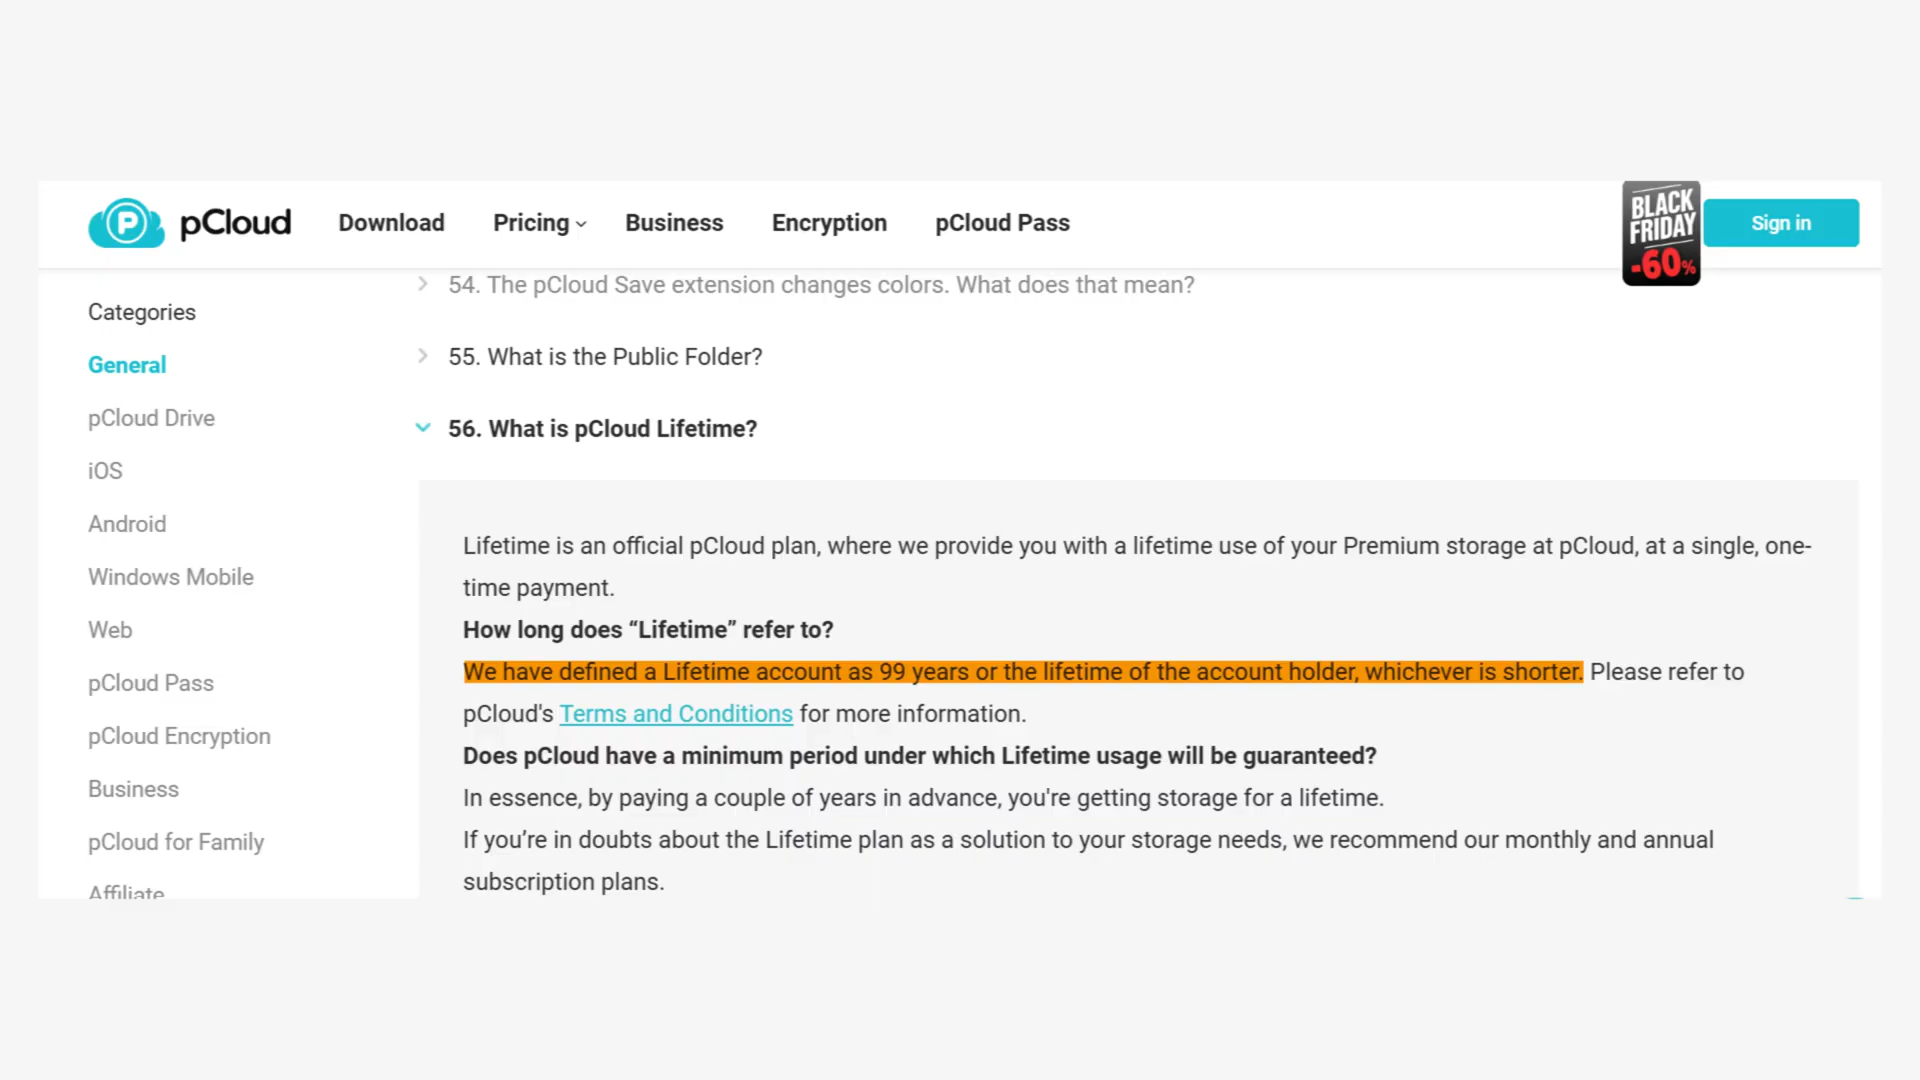 P pCloud Download Pricing Business Encryption pCloud Pass BLACK FRIDAY -60% Sign in
Categories
General
pCloud Drive
iOS
Android
Windows Mobile
Web
pCloud Pass
pCloud Encryption
Business
pCloud for Family
Affiliate
54. The pCloud Save extension changes colors. What does that mean?
55. What is the Public Folder?
56. What is pCloud Lifetime?
Lifetime is an official pCloud plan, where we provide you with a lifetime use of your Premium storage at pCloud, at a single, one-
time payment.
How long does “Lifetime” refer to?
We have defined a Lifetime account as 99 years or the lifetime of the account holder, whichever is shorter. Please refer to
pCloud's Terms and Conditions for more information.
Does pCloud have a minimum period under which Lifetime usage will be guaranteed?
In essence, by paying a couple of years in advance, you're getting storage for a lifetime.
If you’re in doubts about the Lifetime plan as a solution to your storage needs, we recommend our monthly and annual
subscription plans.